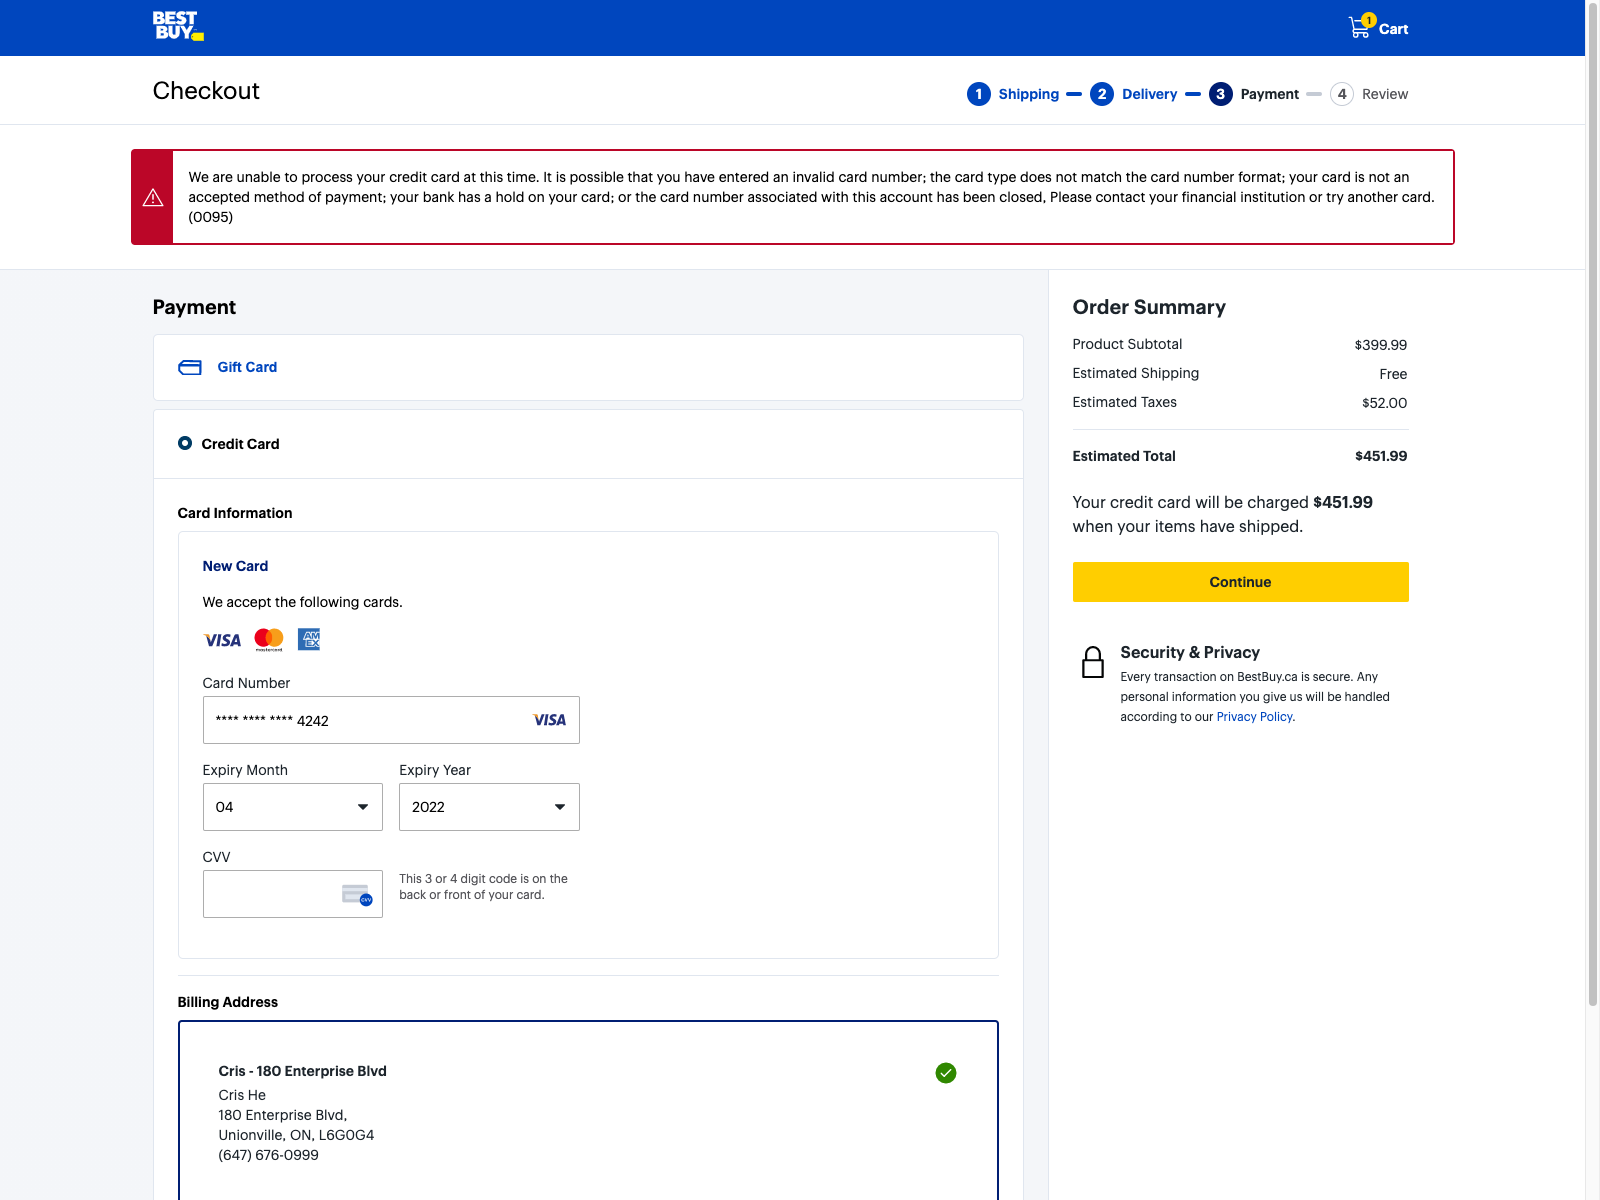 BEST
BUY
1
Cart
Checkout
1 Shipping 2 Delivery 3 Payment 4 Review
We are unable to process your credit card at this time. It is possible that you have entered an invalid card number; the card type does not match the card number format; your card is not an
accepted method of payment; your bank has a hold on your card; or the card number associated with this account has been closed, Please contact your financial institution or try another card.
(0095)
Payment
Gift Card
Credit Card
Card Information
New Card
We accept the following cards.
VISA mastercard AM
EX
Card Number
**** **** **** 4242 VISA
Expiry Month Expiry Year
04 2022
CVV
CVV
This 3 or 4 digit code is on the
back or front of your card.
Billing Address
Cris - 180 Enterprise Blvd
Cris He
180 Enterprise Blvd,
Unionville, ON, L6G0G4
(647) 676-0999
Order Summary
Product Subtotal $399.99
Estimated Shipping Free
Estimated Taxes $52.00
Estimated Total $451.99
Your credit card will be charged $451.99
when your items have shipped.
Continue
Security & Privacy
Every transaction on BestBuy.ca is secure. Any
personal information you give us will be handled
according to our Privacy Policy.